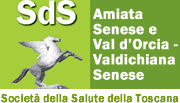 SdS
Amiata
Senese e
Val d'Orcia -
Valdichiana
Senese
Società della Salute della Toscana